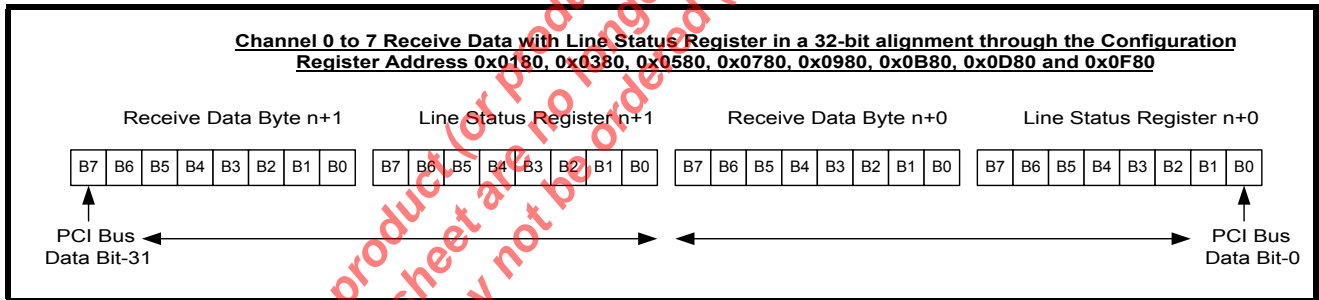 Channel 0 to 7 Receive Data with Line Status Register in a 32-bit alignment through the Configuration
Register Address 0x0180, 0x0380, 0x0580, 0x0780, 0x0980, 0x0B80, 0x0D80 and 0x0F80
Receive Data Byte n+1 Line Status Register n+1 Receive Data Byte n+0 Line Status Register n+0
B7 B6 B5 B4 B3 B2 B1 B0 B7 B6 B5 B4 B3 B2 B1 B0 B7 B6 B5 B4 B3 B2 B1 B0 B7 B6 B5 B4 B3 B2 B1 B0
PCI Bus PCI Bus
Data Bit-31 Data Bit-0
product (or
sheet are no longe
y not be ordered (